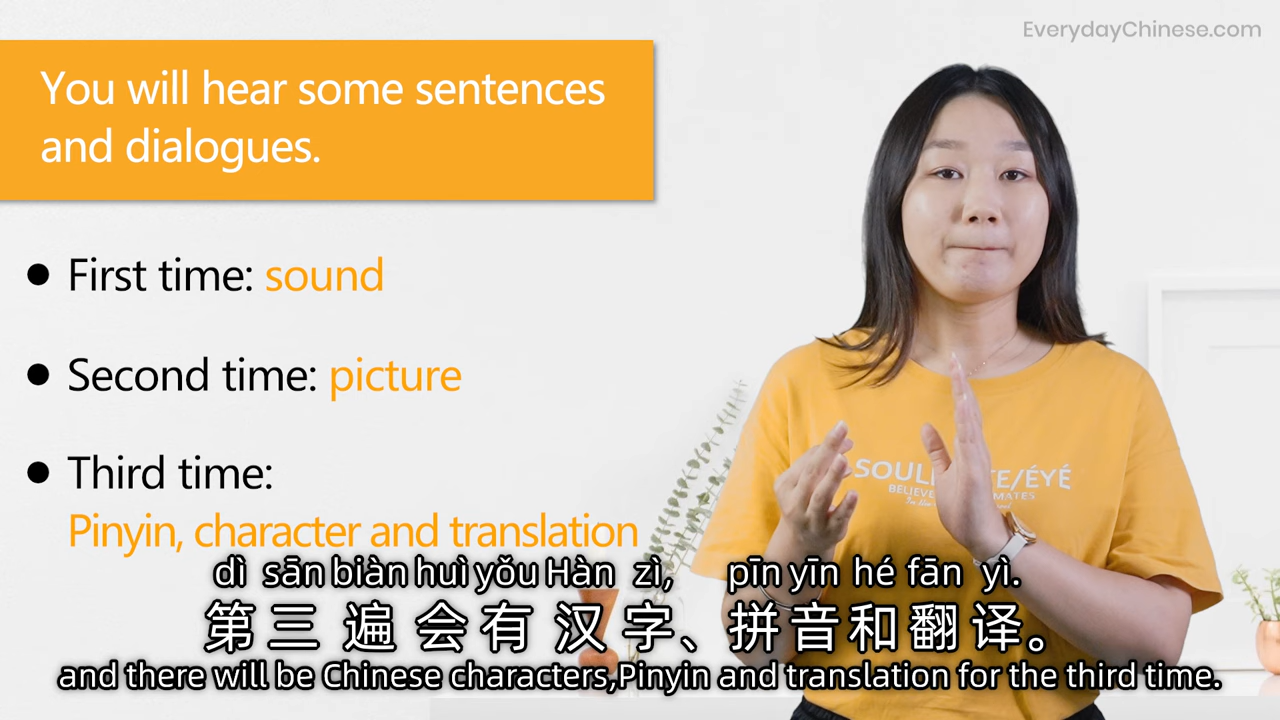 EverydayChinese.com
You will hear some sentences
and dialogues.
• First time: sound
• Second time: picture
• Third time:
Pinyin, character and translation
SOUL TE/ÉYÉ
dì sān biàn huì yǒu Hàn zì, pīn yīn hé fān yì.
第三遍会有汉字、拼音和翻译。
and there will be Chinese characters,Pinyin and translation for the third time.